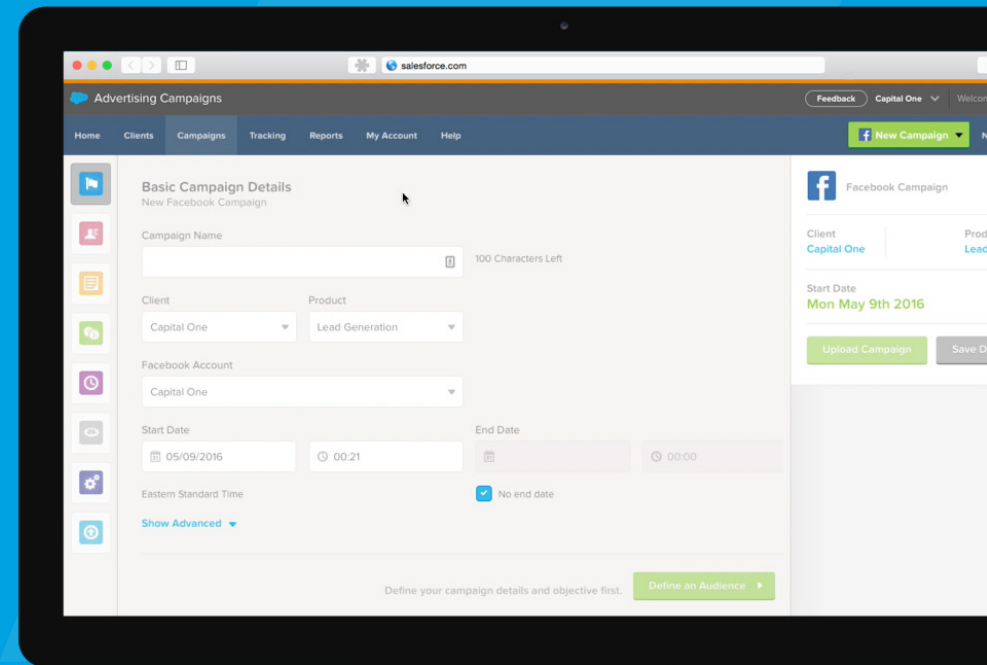 salesforce.com
Advertising Campaigns
Feedback
Capital One
Home
Clients
Campaigns
Tracking
Reports
My Account
Help
New Campaign
Basic Campaign Details
New Facebook Campaign
Campaign Name
100 Characters Left
Client
Product
Capital One
Lead Generation
Facebook Account
Capital One
Start Date
End Date
05/09/2016
00:21
00:00
Eastern Standard Time
No end date
Show Advanced
Define your campaign details and objective first.
Define an Audience
Facebook Campaign
Client
Capital One
Lead
Start Date
Mon May 9th 2016
Upload Campaign
Save